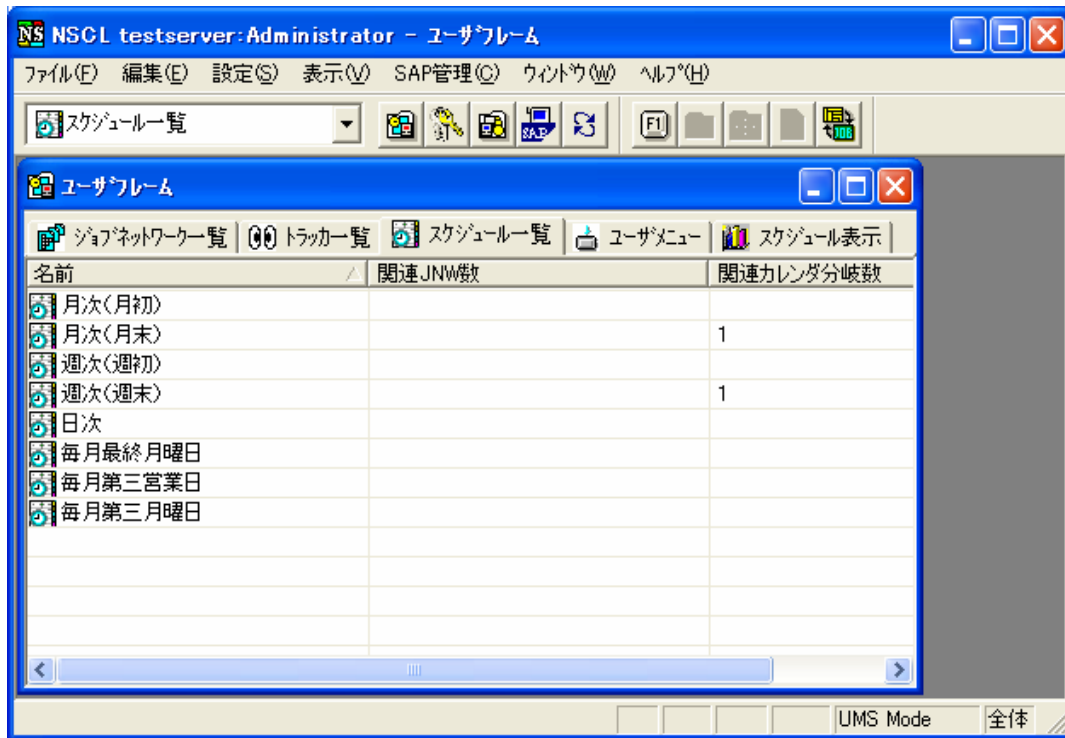 NS NSCL testserver:Administrator - ユーザフレーム
ファイル(F) 編集(E) 設定(S) 表示(V) SAP管理(C) ウィンドウ(W) ヘルプ(H)
スケジュール一覧 SAP F1 JOB
ユーザフレーム
ジョブネットワーク一覧 トラッカ一覧 スケジュール一覧 ユーザメニュー スケジュール表示
名前 関連JNW数 関連カレンダ分岐数
月次(月初)
月次(月末) 1
週次(週初)
週次(週末) 1
日次
毎月最終月曜日
毎月第三営業日
毎月第三月曜日
UMS Mode 全体